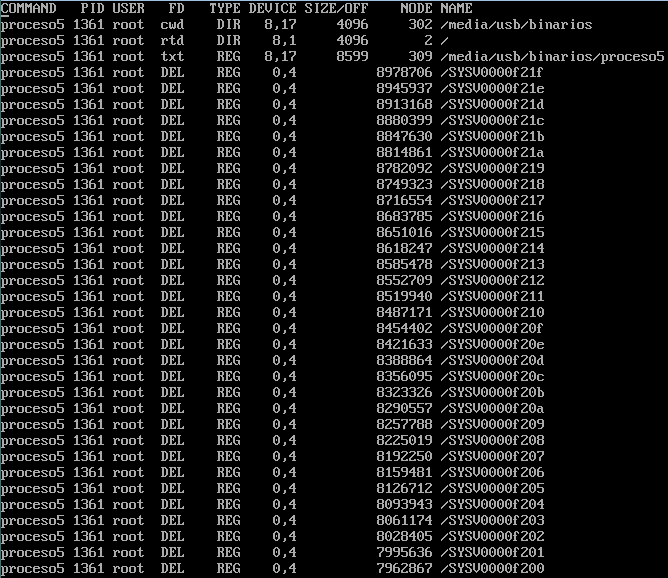 COMMAND PID USER FD TYPE DEVICE SIZE/OFF NODE NAME
proceso5 1361 root cwd DIR 8,17 4096 302 /media/usb/binarios
proceso5 1361 root rtd DIR 8,1 4096 2 /
proceso5 1361 root txt REG 8,17 8599 309 /media/usb/binarios/proceso5
proceso5 1361 root DEL REG 0,4 8978706 /SYSV0000f21f
proceso5 1361 root DEL REG 0,4 8945937 /SYSV0000f21e
proceso5 1361 root DEL REG 0,4 8913168 /SYSV0000f21d
proceso5 1361 root DEL REG 0,4 8880399 /SYSV0000f21c
proceso5 1361 root DEL REG 0,4 8847630 /SYSV0000f21b
proceso5 1361 root DEL REG 0,4 8814861 /SYSV0000f21a
proceso5 1361 root DEL REG 0,4 8782092 /SYSV0000f219
proceso5 1361 root DEL REG 0,4 8749323 /SYSV0000f218
proceso5 1361 root DEL REG 0,4 8716554 /SYSV0000f217
proceso5 1361 root DEL REG 0,4 8683785 /SYSV0000f216
proceso5 1361 root DEL REG 0,4 8651016 /SYSV0000f215
proceso5 1361 root DEL REG 0,4 8618247 /SYSV0000f214
proceso5 1361 root DEL REG 0,4 8585478 /SYSV0000f213
proceso5 1361 root DEL REG 0,4 8552709 /SYSV0000f212
proceso5 1361 root DEL REG 0,4 8519940 /SYSV0000f211
proceso5 1361 root DEL REG 0,4 8487171 /SYSV0000f210
proceso5 1361 root DEL REG 0,4 8454402 /SYSV0000f20f
proceso5 1361 root DEL REG 0,4 8421633 /SYSV0000f20e
proceso5 1361 root DEL REG 0,4 8388864 /SYSV0000f20d
proceso5 1361 root DEL REG 0,4 8356095 /SYSV0000f20c
proceso5 1361 root DEL REG 0,4 8323326 /SYSV0000f20b
proceso5 1361 root DEL REG 0,4 8290557 /SYSV0000f20a
proceso5 1361 root DEL REG 0,4 8257788 /SYSV0000f209
proceso5 1361 root DEL REG 0,4 8225019 /SYSV0000f208
proceso5 1361 root DEL REG 0,4 8192250 /SYSV0000f207
proceso5 1361 root DEL REG 0,4 8159481 /SYSV0000f206
proceso5 1361 root DEL REG 0,4 8126712 /SYSV0000f205
proceso5 1361 root DEL REG 0,4 8093943 /SYSV0000f204
proceso5 1361 root DEL REG 0,4 8061174 /SYSV0000f203
proceso5 1361 root DEL REG 0,4 8028405 /SYSV0000f202
proceso5 1361 root DEL REG 0,4 7995636 /SYSV0000f201
proceso5 1361 root DEL REG 0,4 7962867 /SYSV0000f200